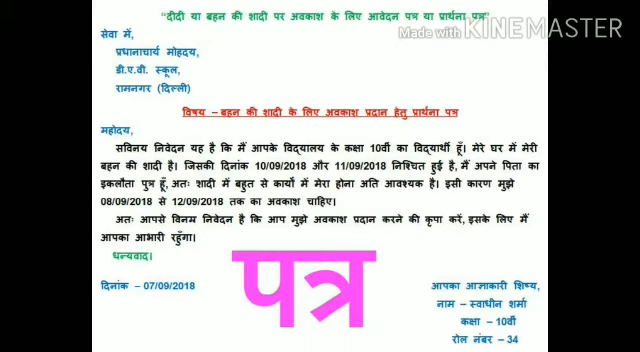 "दीदी या बहन की शादी पर अवकाश के लिए आवेदन पत्र या प्रार्थना पत्र"
Made with KINEMASTER
सेवा में,
प्रधानाचार्य मोहदय,
डी.ए.वी. स्कूल,
रामनगर (दिल्ली)
विषय – बहन की शादी के लिए अवकाश प्रदान हेतु प्रार्थना पत्र
महोदय,
सविनय निवेदन यह है कि मैं आपके विद्यालय के कक्षा 10वीं का विद्यार्थी हूँ। मेरे घर में मेरी
बहन की शादी है। जिसकी दिनांक 10/09/2018 और 11/09/2018 निश्चित हुई है, मैं अपने पिता का
इकलौता पुत्र हूँ, अतः शादी में बहुत से कार्यों में मेरा होना अति आवश्यक है। इसी कारण मुझे
08/09/2018 से 12/09/2018 तक का अवकाश चाहिए।
अतः आपसे विनम्र निवेदन है कि आप मुझे अवकाश प्रदान करने की कृपा करें, इसके लिए मैं
आपका आभारी रहुँगा।
धन्यवाद।
पत्र
दिनांक – 07/09/2018
आपका आज्ञाकारी शिष्य,
नाम – स्वाधीन शर्मा
कक्षा – 10वीं
रोल नंबर – 34